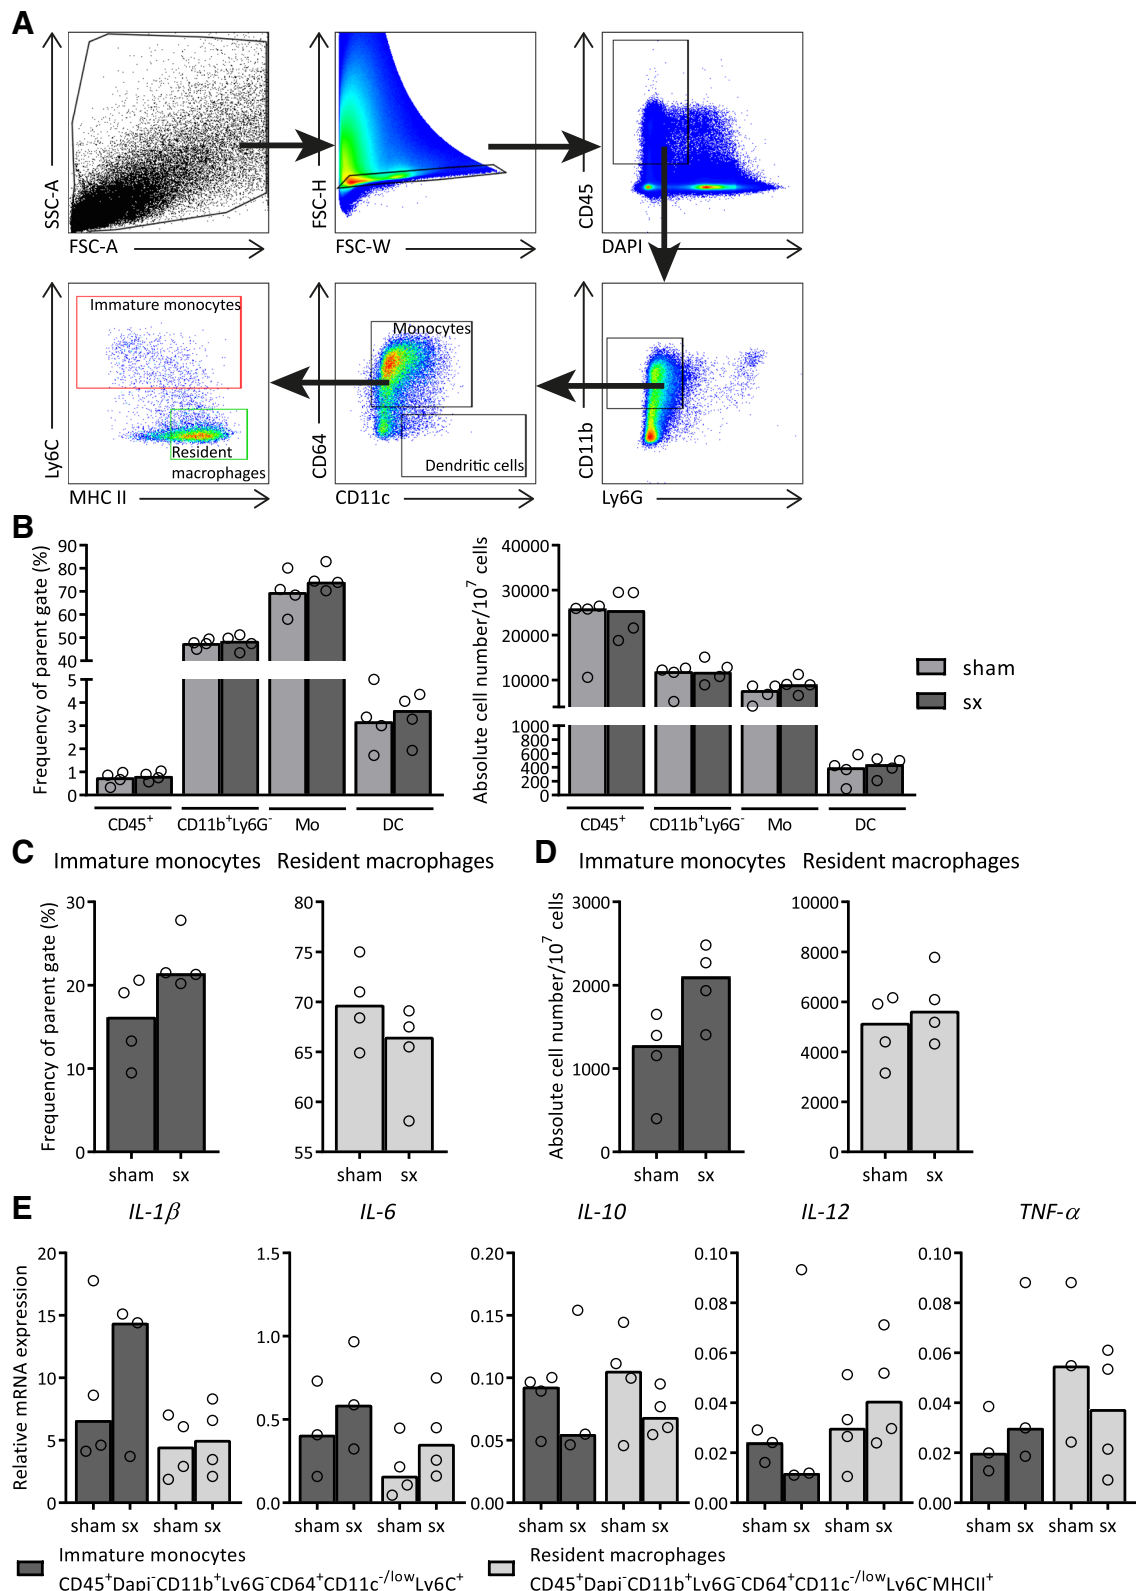 A
SSC-A
FSC-A
FSC-H
FSC-W
CD45
DAPI
Immature monocytes
Resident
macrophages
Ly6C
MHC II
Monocytes
Dendritic cells
CD64
CD11c
CD11b
Ly6G
B
Frequency of parent gate (%)
90
80
70
60
50
40
5
4
3
2
1
0
CD45⁺ CD11b⁺Ly6G⁻ Mo DC
Absolute cell number/10⁷ cells
40000
30000
20000
10000
1000
800
600
400
200
0
CD45⁺ CD11b⁺Ly6G⁻ Mo DC
sham
sx
C
Immature monocytes Resident macrophages
Frequency of parent gate (%)
30
20
10
0
sham sx
80
75
70
65
60
55
sham sx
D
Immature monocytes Resident macrophages
Absolute cell number/10⁷ cells
3000
2000
1000
0
sham sx
10000
8000
6000
4000
2000
0
sham sx
E
IL-1β IL-6 IL-10 IL-12 TNF-α
Relative mRNA expression
20
15
10
5
0
sham sx sham sx
1.5
1.0
0.5
0.0
sham sx sham sx
0.20
0.15
0.10
0.05
0.00
sham sx sham sx
0.10
0.08
0.06
0.04
0.02
0.00
sham sx sham sx
0.10
0.08
0.06
0.04
0.02
0.00
sham sx sham sx
Immature monocytes
CD45⁺Dapi⁻CD11b⁺Ly6G⁻CD64⁺CD11c⁻/ˡᵒʷLy6C⁺
Resident macrophages
CD45⁺Dapi⁻CD11b⁺Ly6G⁻CD64⁺CD11c⁻/ˡᵒʷLy6C⁻MHCII⁺